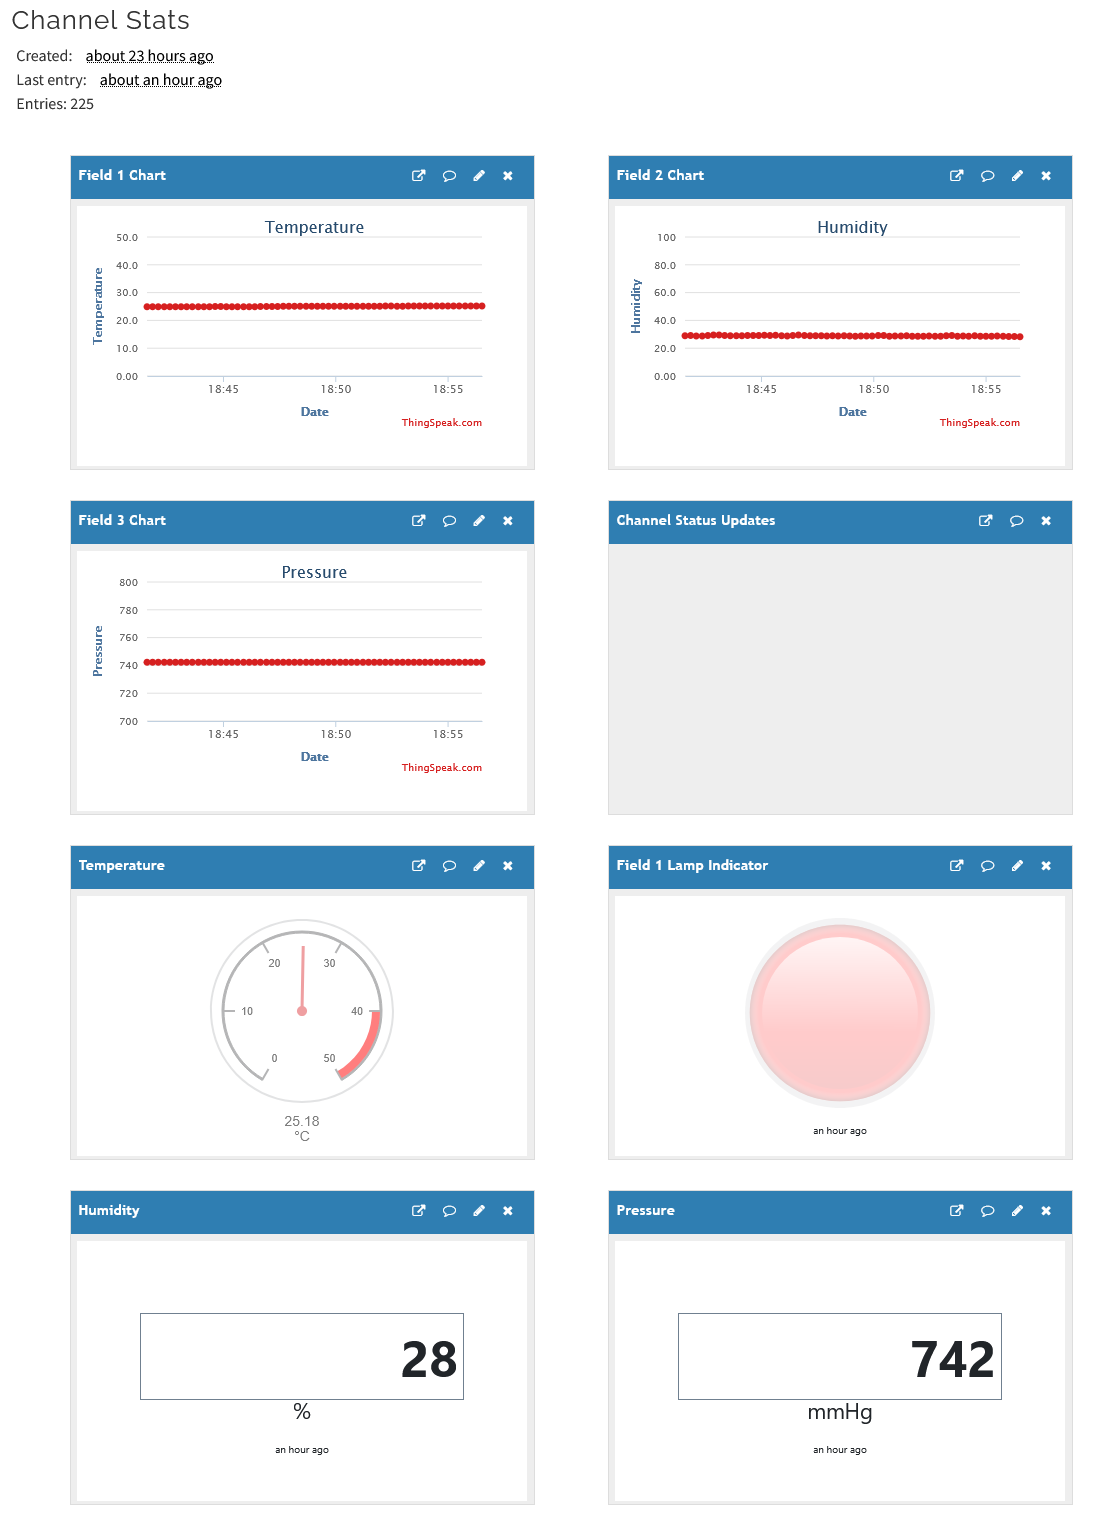 Channel Stats
Created: about 23 hours ago
Last entry: about an hour ago
Entries: 225
Field 1 Chart
Temperature
Temperature
50.0
40.0
30.0
20.0
10.0
0.00
18:45 18:50 18:55
Date
ThingSpeak.com
Field 2 Chart
Humidity
Humidity
100
80.0
60.0
40.0
20.0
0.00
18:45 18:50 18:55
Date
ThingSpeak.com
Field 3 Chart
Pressure
Pressure
800
780
760
740
720
700
18:45 18:50 18:55
Date
ThingSpeak.com
Channel Status Updates
Temperature
20 30
10 40
0 50
25.18
°C
Field 1 Lamp Indicator
an hour ago
Humidity
28
%
an hour ago
Pressure
742
mmHg
an hour ago